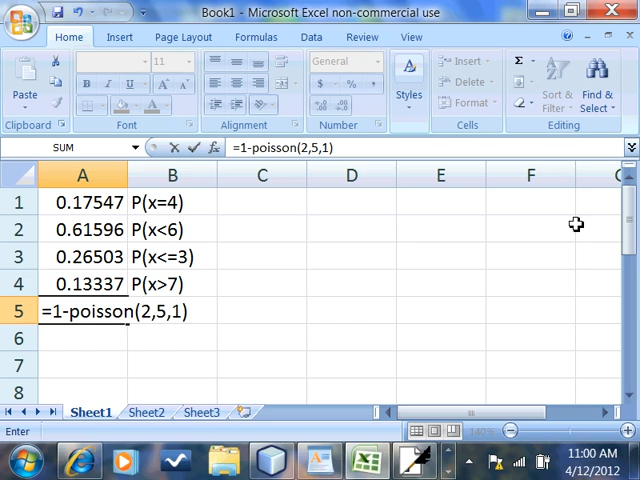 Book1 - Microsoft Excel non-commercial use
Home Insert Page Layout Formulas Data Review View
Paste
11
General
Styles
Insert
Delete
Format
Sort & Filter
Find & Select
Clipboard Font Alignment Number Cells Editing
SUM =1-poisson(2,5,1)
A B C D E F
1 0.17547 P(x=4)
2 0.61596 P(x<6)
3 0.26503 P(x<=3)
4 0.13337 P(x>7)
5 =1-poisson(2,5,1)
6
7
8
Sheet1 Sheet2 Sheet3
Enter 140%
11:00 AM
4/12/2012